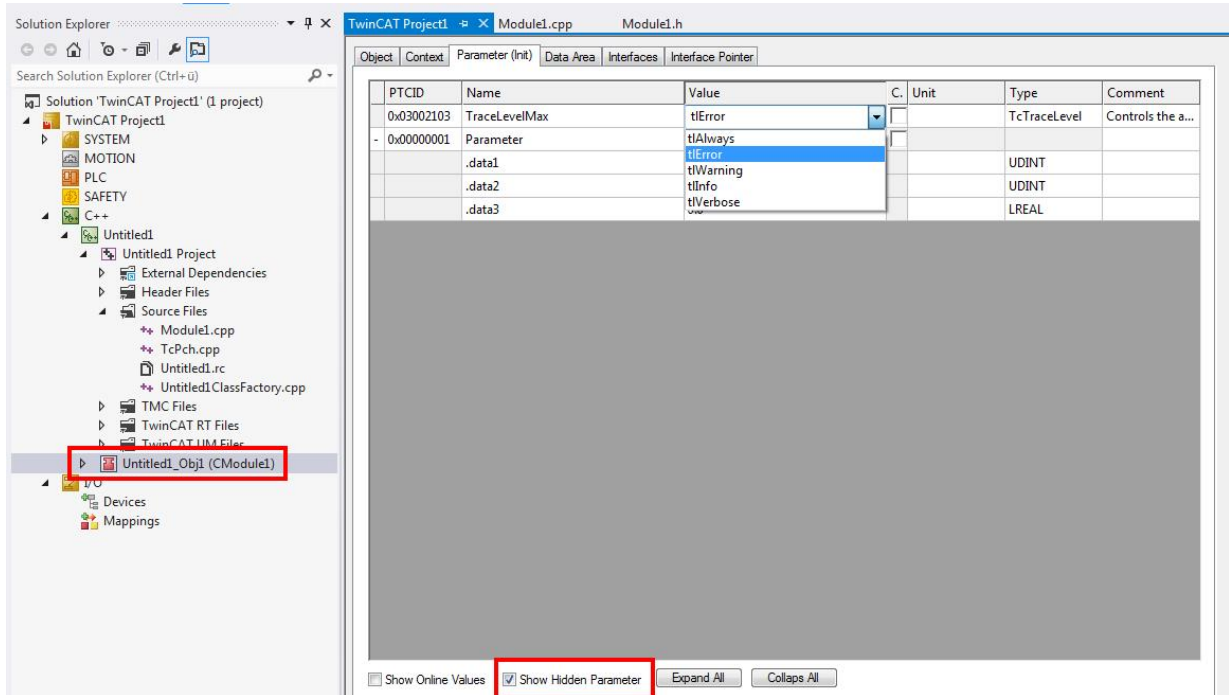 Solution Explorer
Search Solution Explorer (Ctrl+ü)
Solution 'TwinCAT Project1' (1 project)
TwinCAT Project1
SYSTEM
MOTION
PLC
SAFETY
C++
Untitled1
Untitled1 Project
External Dependencies
Header Files
Source Files
Module1.cpp
TcPch.cpp
Untitled1.rc
Untitled1ClassFactory.cpp
TMC Files
TwinCAT RT Files
TwinCAT UM Files
Untitled1_Obj1 (CModule1)
I/O
Devices
Mappings
TwinCAT Project1 Module1.cpp Module1.h
Object Context Parameter (Init) Data Area Interfaces Interface Pointer
PTCID Name Value C. Unit Type Comment
0x03002103 TraceLevelMax tlError TcTraceLevel Controls the a...
- 0x00000001 Parameter tlAlways
tlError
.data1 tlWarning UDINT
.data2 tlInfo UDINT
tlVerbose
.data3 LREAL
Show Online Values Show Hidden Parameter Expand All Collaps All